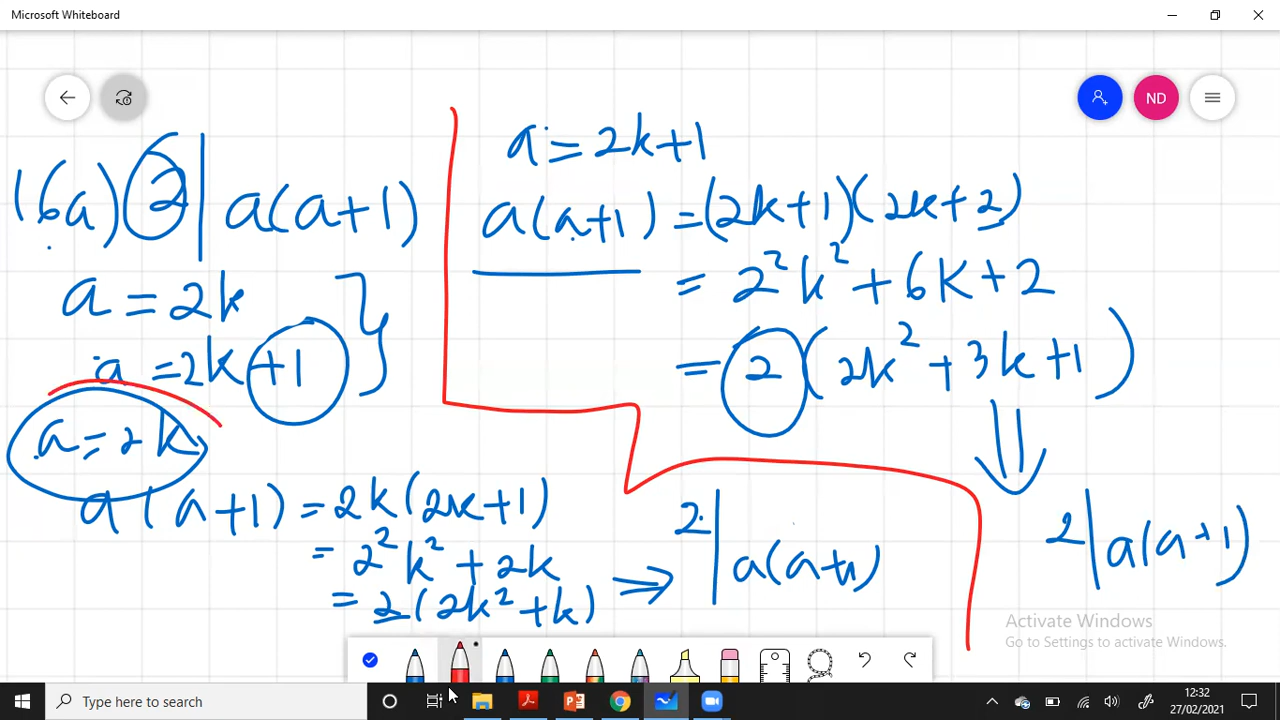 Microsoft Whiteboard
ND
16a) 2 | a(a+1)
a = 2k
a = 2k+1
a = 2k
a(a+1) = 2k(2k+1)
= 2²k² + 2k
= 2(2k²+k) ⇒ 2 | a(a+1)
a = 2k+1
a(a+1) = (2k+1)(2k+2)
= 2²k² + 6k + 2
= 2(2k² + 3k + 1)
⇓
2 | a(a+1)
Activate Windows
Go to Settings to activate Windows.
Type here to search
12:32
27/02/2021